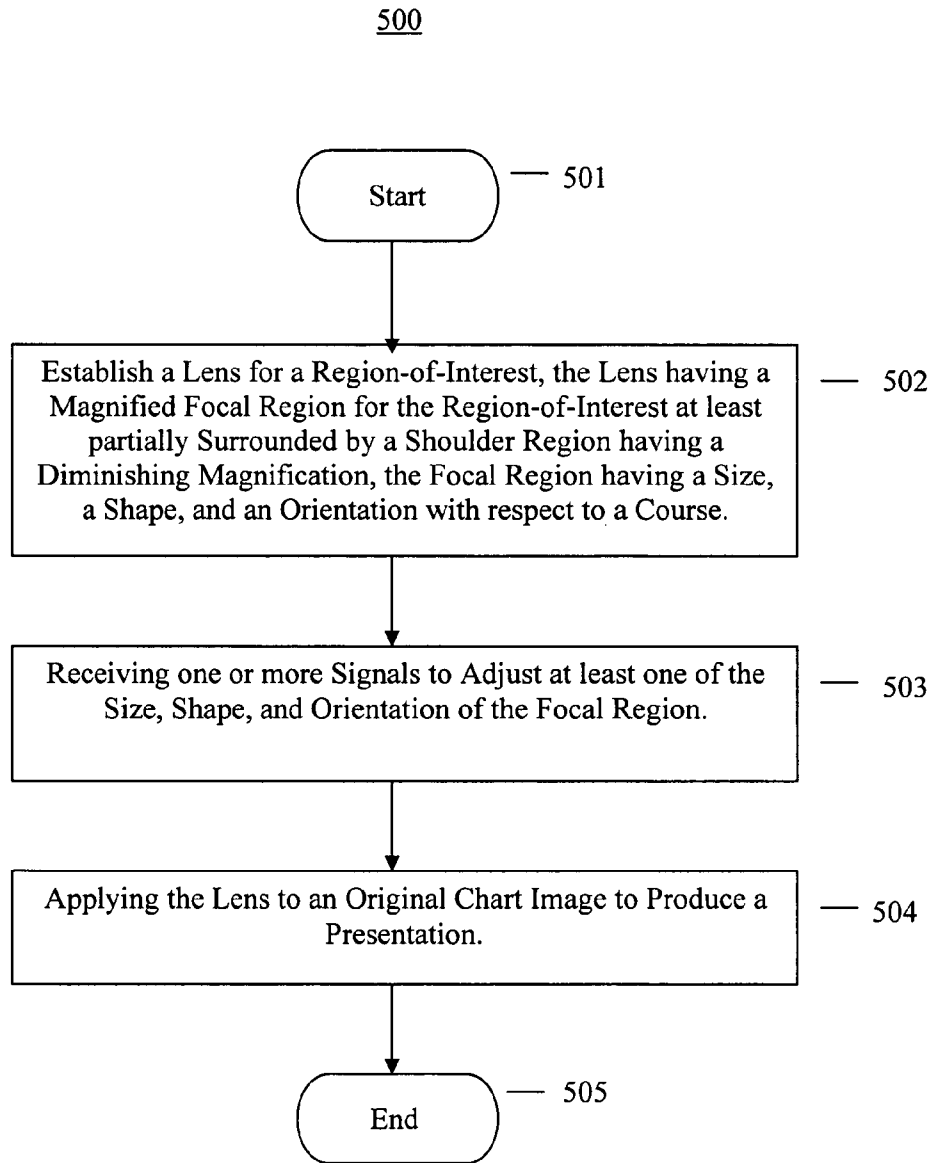 500
Start
501
Establish a Lens for a Region-of-Interest, the Lens having a
Magnified Focal Region for the Region-of-Interest at least
partially Surrounded by a Shoulder Region having a
Diminishing Magnification, the Focal Region having a Size,
a Shape, and an Orientation with respect to a Course.
502
Receiving one or more Signals to Adjust at least one of the
Size, Shape, and Orientation of the Focal Region.
503
Applying the Lens to an Original Chart Image to Produce a
Presentation.
504
End
505